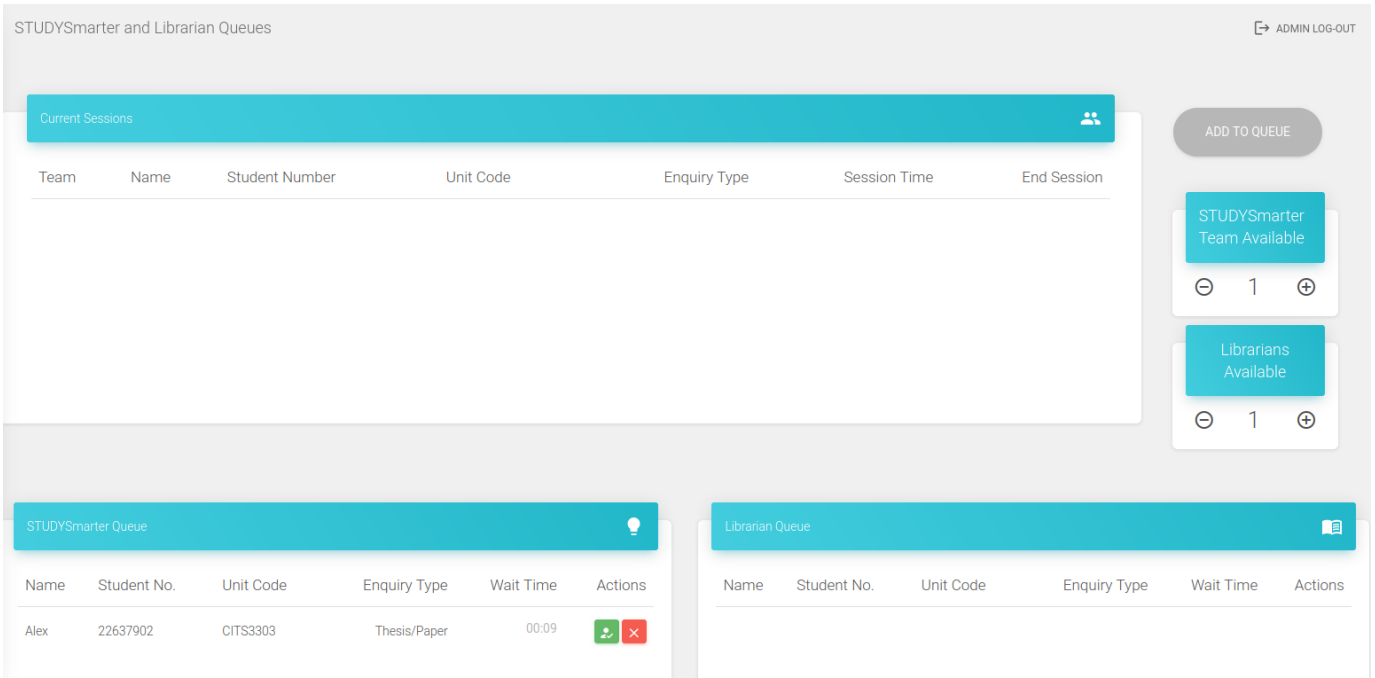 STUDYSmarter and Librarian Queues
ADMIN LOG-OUT
Current Sessions
ADD TO QUEUE
Team Name Student Number Unit Code Enquiry Type Session Time End Session
STUDYSmarter
Team Available
1
Librarians
Available
1
STUDYSmarter Queue
Name Student No. Unit Code Enquiry Type Wait Time Actions
Alex 22637902 CITS3303 Thesis/Paper 00:09
Librarian Queue
Name Student No. Unit Code Enquiry Type Wait Time Actions